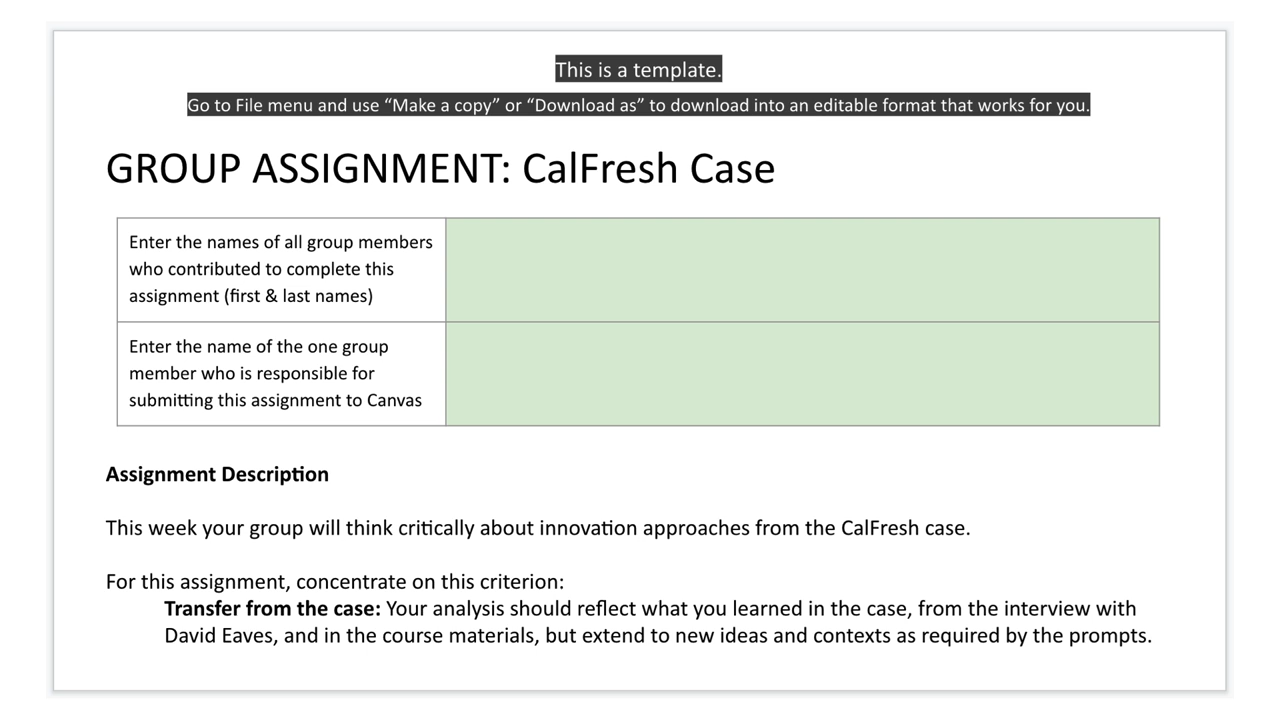 This is a template.
Go to File menu and use “Make a copy” or “Download as” to download into an editable format that works for you.
GROUP ASSIGNMENT: CalFresh Case
Enter the names of all group members
who contributed to complete this
assignment (first & last names)
Enter the name of the one group
member who is responsible for
submitting this assignment to Canvas
Assignment Description
This week your group will think critically about innovation approaches from the CalFresh case.
For this assignment, concentrate on this criterion:
Transfer from the case: Your analysis should reflect what you learned in the case, from the interview with
David Eaves, and in the course materials, but extend to new ideas and contexts as required by the prompts.